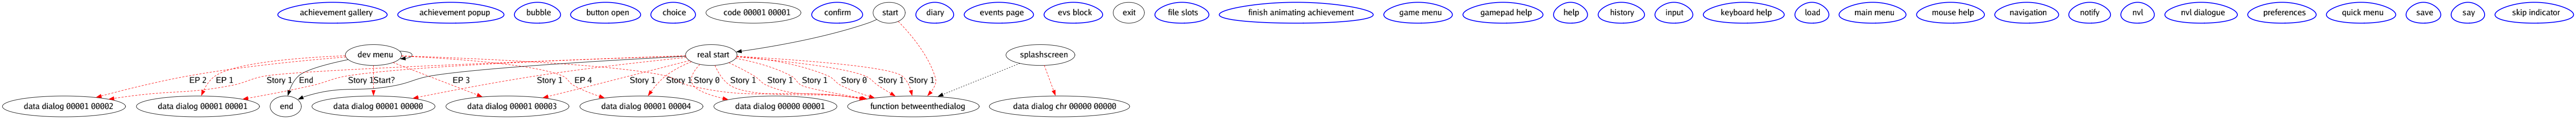 achievement gallery
achievement popup
bubble
button open
choice
code 00001 00001
confirm
start
diary
events page
evs block
exit
file slots
finish animating achievement
game menu
gamepad help
help
history
input
keyboard help
load
main menu
mouse help
navigation
notify
nvl
nvl dialogue
preferences
quick menu
save
say
skip indicator
dev menu
real start
splashscreen
EP 2
EP 1
Story 1
End
Story 1
Start?
EP 3
Story 1
EP 4
Story 1
Story 1
Story 0
Story 1
Story 1
Story 1
Story 0
Story 1
Story 1
data dialog 00001 00002
data dialog 00001 00001
end
data dialog 00001 00000
data dialog 00001 00003
data dialog 00001 00004
data dialog 00000 00001
function betweenthedialog
data dialog chr 00000 00000